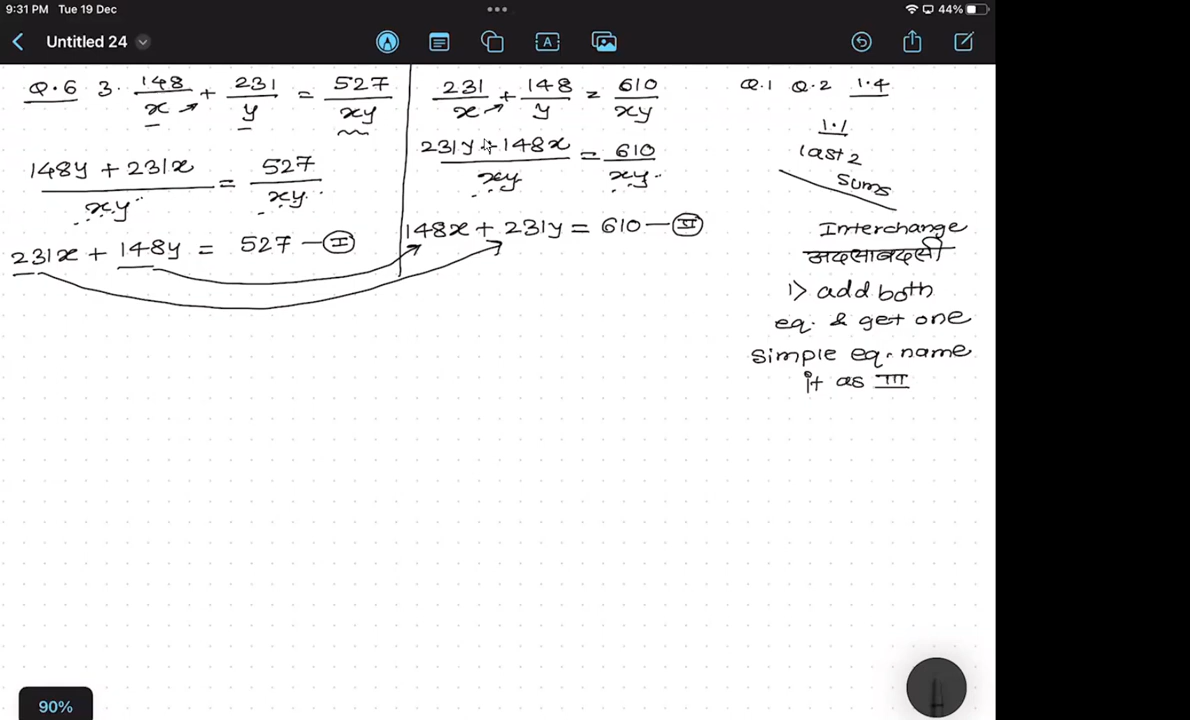 9:31 PM Tue 19 Dec
44%
Untitled 24
Q.6 3. 148/x + 231/y = 527/xy
(148y + 231x)/xy = 527/xy
231x + 148y = 527 — I
231/x + 148/y = 610/xy
(231y + 148x)/xy = 610/xy
148x + 231y = 610 — II
Q.1 Q.2 1.4
1.1
last 2
sums
Interchange
अदलाबदली
1> add both
eq. & get one
simple eq. name
it as III
90%